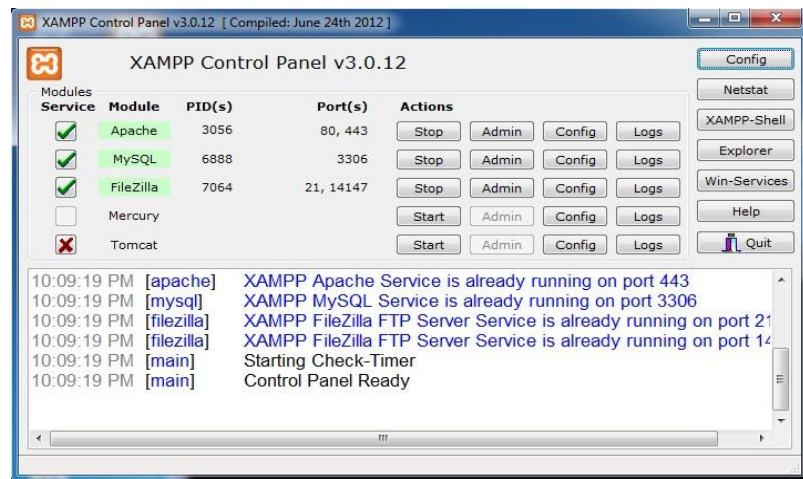 XAMPP Control Panel v3.0.12 [ Compiled: June 24th 2012 ]
XAMPP Control Panel v3.0.12
Config
Netstat
XAMPP-Shell
Explorer
Win-Services
Help
Quit
Modules
Service Module PID(s) Port(s) Actions
Apache 3056 80, 443 Stop Admin Config Logs
MySQL 6888 3306 Stop Admin Config Logs
FileZilla 7064 21, 14147 Stop Admin Config Logs
Mercury Start Admin Config Logs
Tomcat Start Admin Config Logs
10:09:19 PM [apache] XAMPP Apache Service is already running on port 443
10:09:19 PM [mysql] XAMPP MySQL Service is already running on port 3306
10:09:19 PM [filezilla] XAMPP FileZilla FTP Server Service is already running on port 21
10:09:19 PM [filezilla] XAMPP FileZilla FTP Server Service is already running on port 14
10:09:19 PM [main] Starting Check-Timer
10:09:19 PM [main] Control Panel Ready